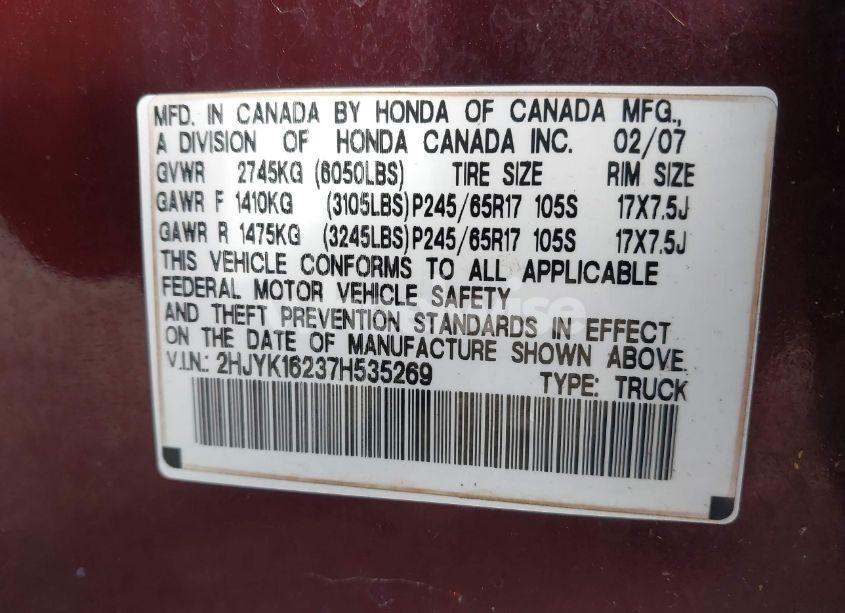 MFD. IN CANADA BY HONDA OF CANADA MFG.,
A DIVISION OF HONDA CANADA INC. 02/07
GVWR 2745KG (6050LBS) TIRE SIZE RIM SIZE
GAWR F 1410KG (3105LBS) P245/65R17 105S 17X7.5J
GAWR R 1475KG (3245LBS) P245/65R17 105S 17X7.5J
THIS VEHICLE CONFORMS TO ALL APPLICABLE
FEDERAL MOTOR VEHICLE SAFETY
AND THEFT PREVENTION STANDARDS IN EFFECT
ON THE DATE OF MANUFACTURE SHOWN ABOVE.
V.I.N.: 2HJYK16237H535269 TYPE: TRUCK